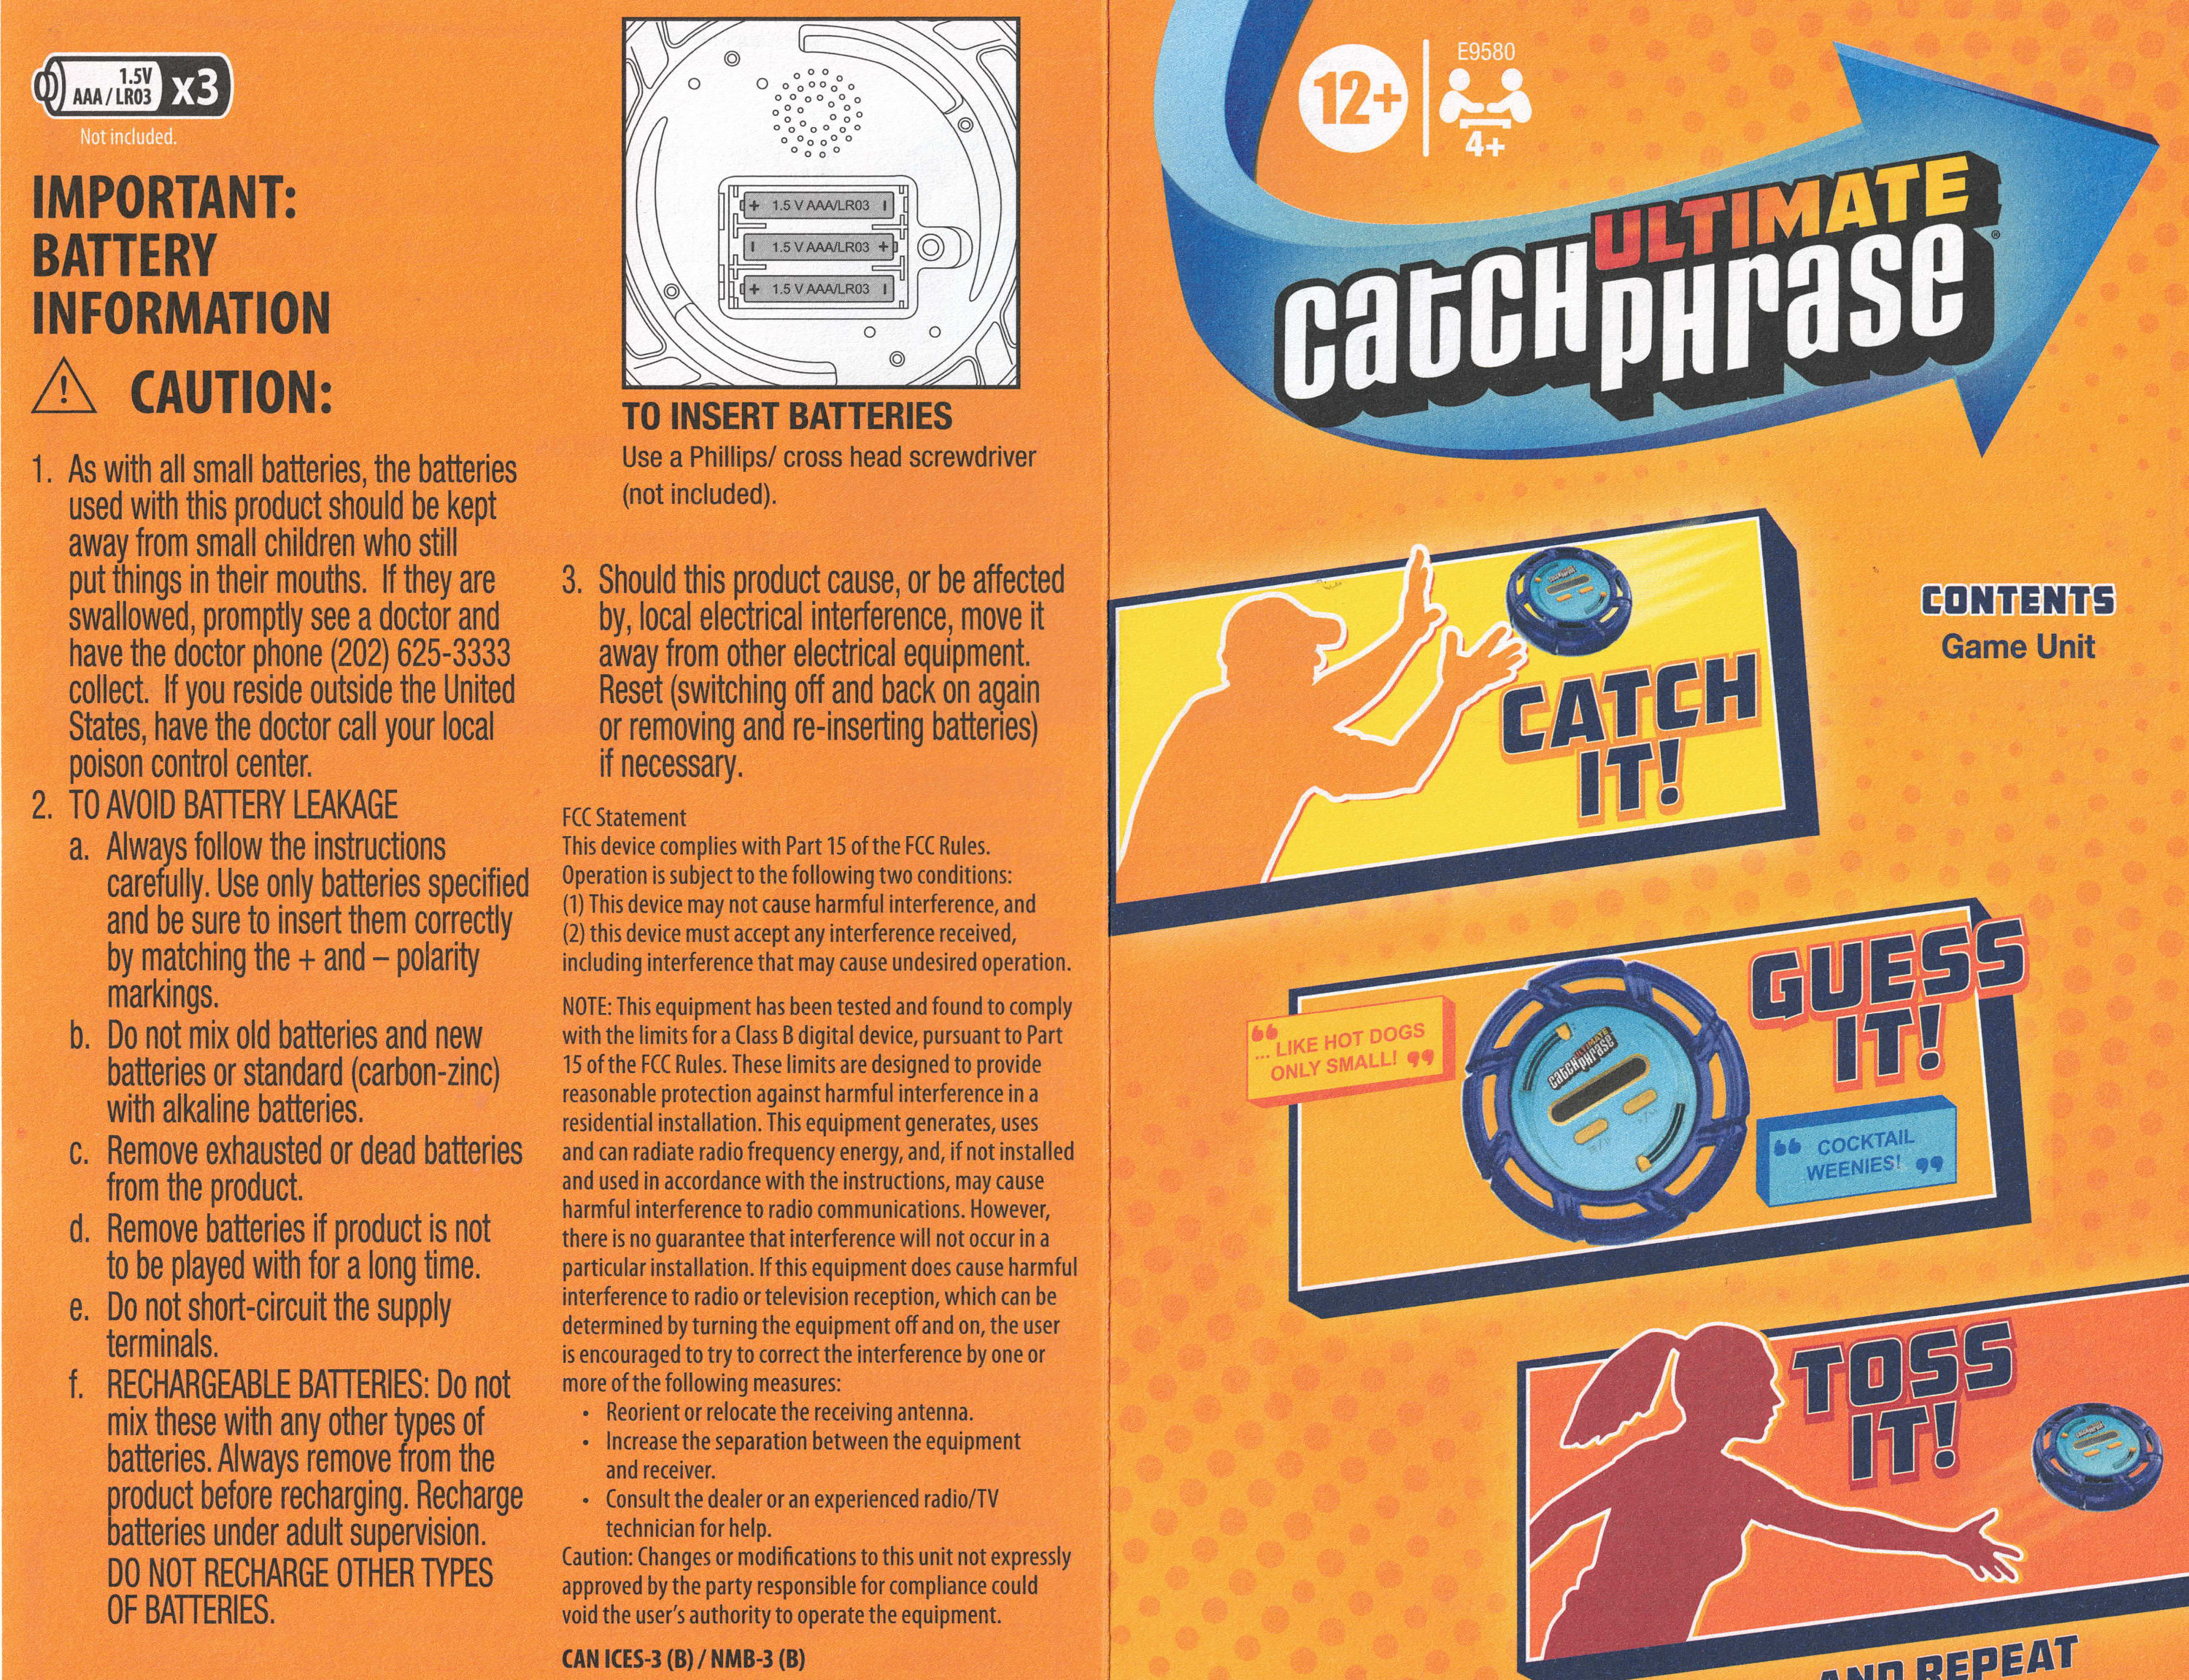 1.5V
AAA / LR03
x3
Not included.
IMPORTANT:
BATTERY
INFORMATION
! CAUTION:
1. As with all small batteries, the batteries
used with this product should be kept
away from small children who still
put things in their mouths. If they are
swallowed, promptly see a doctor and
have the doctor phone (202) 625-3333
collect. If you reside outside the United
States, have the doctor call your local
poison control center.
2. TO AVOID BATTERY LEAKAGE
a. Always follow the instructions
carefully. Use only batteries specified
and be sure to insert them correctly
by matching the + and – polarity
markings.
b. Do not mix old batteries and new
batteries or standard (carbon-zinc)
with alkaline batteries.
c. Remove exhausted or dead batteries
from the product.
d. Remove batteries if product is not
to be played with for a long time.
e. Do not short-circuit the supply
terminals.
f. RECHARGEABLE BATTERIES: Do not
mix these with any other types of
batteries. Always remove from the
product before recharging. Recharge
batteries under adult supervision.
DO NOT RECHARGE OTHER TYPES
OF BATTERIES.
+ 1.5 V AAA/LR03 I
I 1.5 V AAA/LR03 +
+ 1.5 V AAA/LR03 I
TO INSERT BATTERIES
Use a Phillips/ cross head screwdriver
(not included).
3. Should this product cause, or be affected
by, local electrical interference, move it
away from other electrical equipment.
Reset (switching off and back on again
or removing and re-inserting batteries)
if necessary.
FCC Statement
This device complies with Part 15 of the FCC Rules.
Operation is subject to the following two conditions:
(1) This device may not cause harmful interference, and
(2) this device must accept any interference received,
including interference that may cause undesired operation.
NOTE: This equipment has been tested and found to comply
with the limits for a Class B digital device, pursuant to Part
15 of the FCC Rules. These limits are designed to provide
reasonable protection against harmful interference in a
residential installation. This equipment generates, uses
and can radiate radio frequency energy, and, if not installed
and used in accordance with the instructions, may cause
harmful interference to radio communications. However,
there is no guarantee that interference will not occur in a
particular installation. If this equipment does cause harmful
interference to radio or television reception, which can be
determined by turning the equipment off and on, the user
is encouraged to try to correct the interference by one or
more of the following measures:
• Reorient or relocate the receiving antenna.
• Increase the separation between the equipment
and receiver.
• Consult the dealer or an experienced radio/TV
technician for help.
Caution: Changes or modifications to this unit not expressly
approved by the party responsible for compliance could
void the user's authority to operate the equipment.
CAN ICES-3 (B) / NMB-3 (B)
12+
E9580
4+
ULTIMATE
CatCH PHrase®
CONTENTS
Game Unit
CATCH
IT!
GUESS
IT!
“ ... LIKE HOT DOGS
ONLY SMALL! ”
ULTIMATE
CatCHPHrase
“ COCKTAIL
WEENIES! ”
TOSS
IT!
AND REPEAT